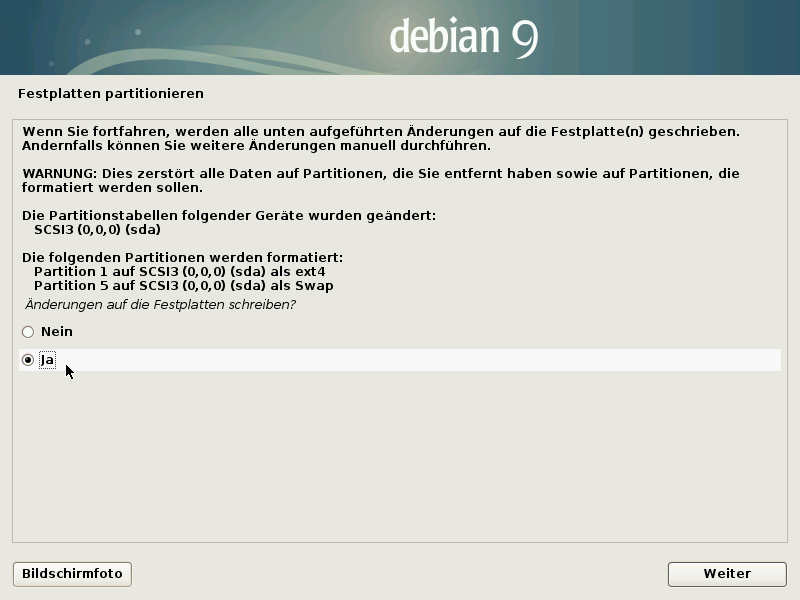 debian 9
Festplatten partitionieren
Wenn Sie fortfahren, werden alle unten aufgeführten Änderungen auf die Festplatte(n) geschrieben.
Andernfalls können Sie weitere Änderungen manuell durchführen.
WARNUNG: Dies zerstört alle Daten auf Partitionen, die Sie entfernt haben sowie auf Partitionen, die
formatiert werden sollen.
Die Partitionstabellen folgender Geräte wurden geändert:
SCSI3 (0,0,0) (sda)
Die folgenden Partitionen werden formatiert:
Partition 1 auf SCSI3 (0,0,0) (sda) als ext4
Partition 5 auf SCSI3 (0,0,0) (sda) als Swap
Änderungen auf die Festplatten schreiben?
Nein
Ja
Bildschirmfoto
Weiter